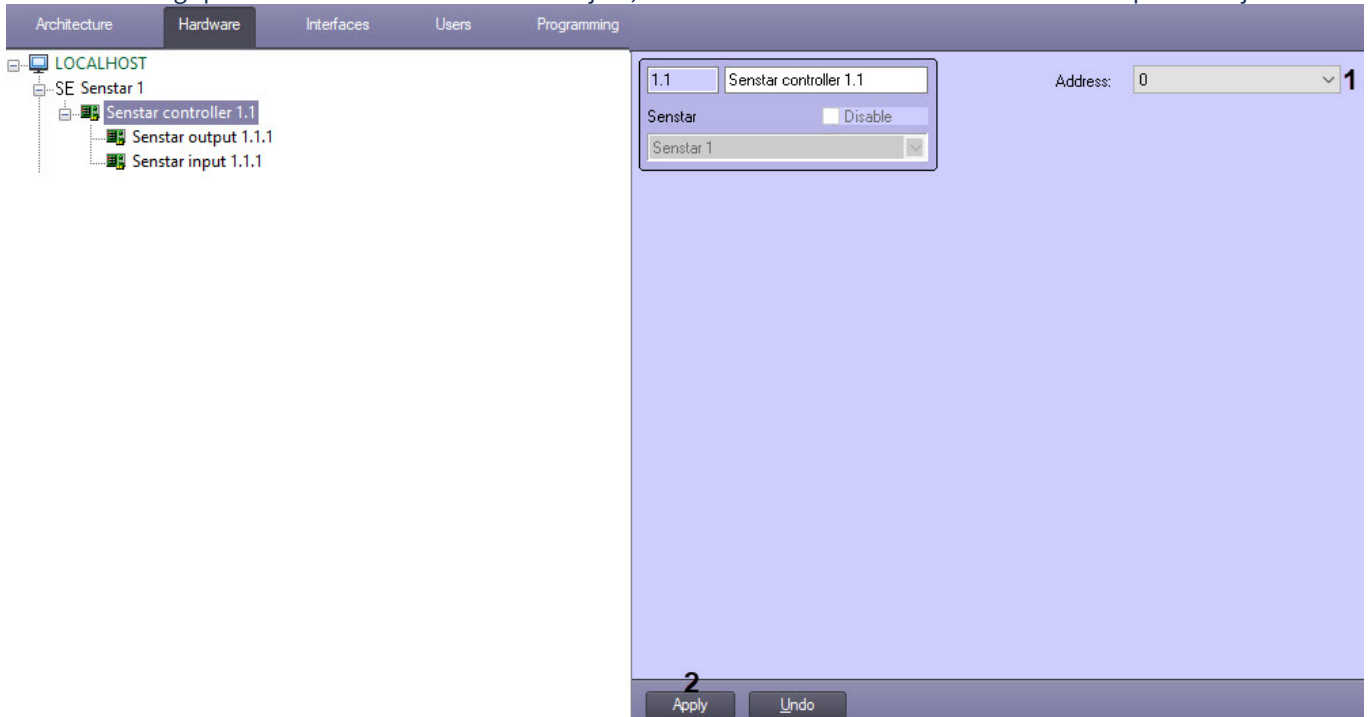 Architecture Hardware Interfaces Users Programming
LOCALHOST
SE Senstar 1
Senstar controller 1.1
Senstar output 1.1.1
Senstar input 1.1.1
1.1 Senstar controller 1.1
Senstar Disable
Senstar 1
Address: 0 1
2
Apply Undo